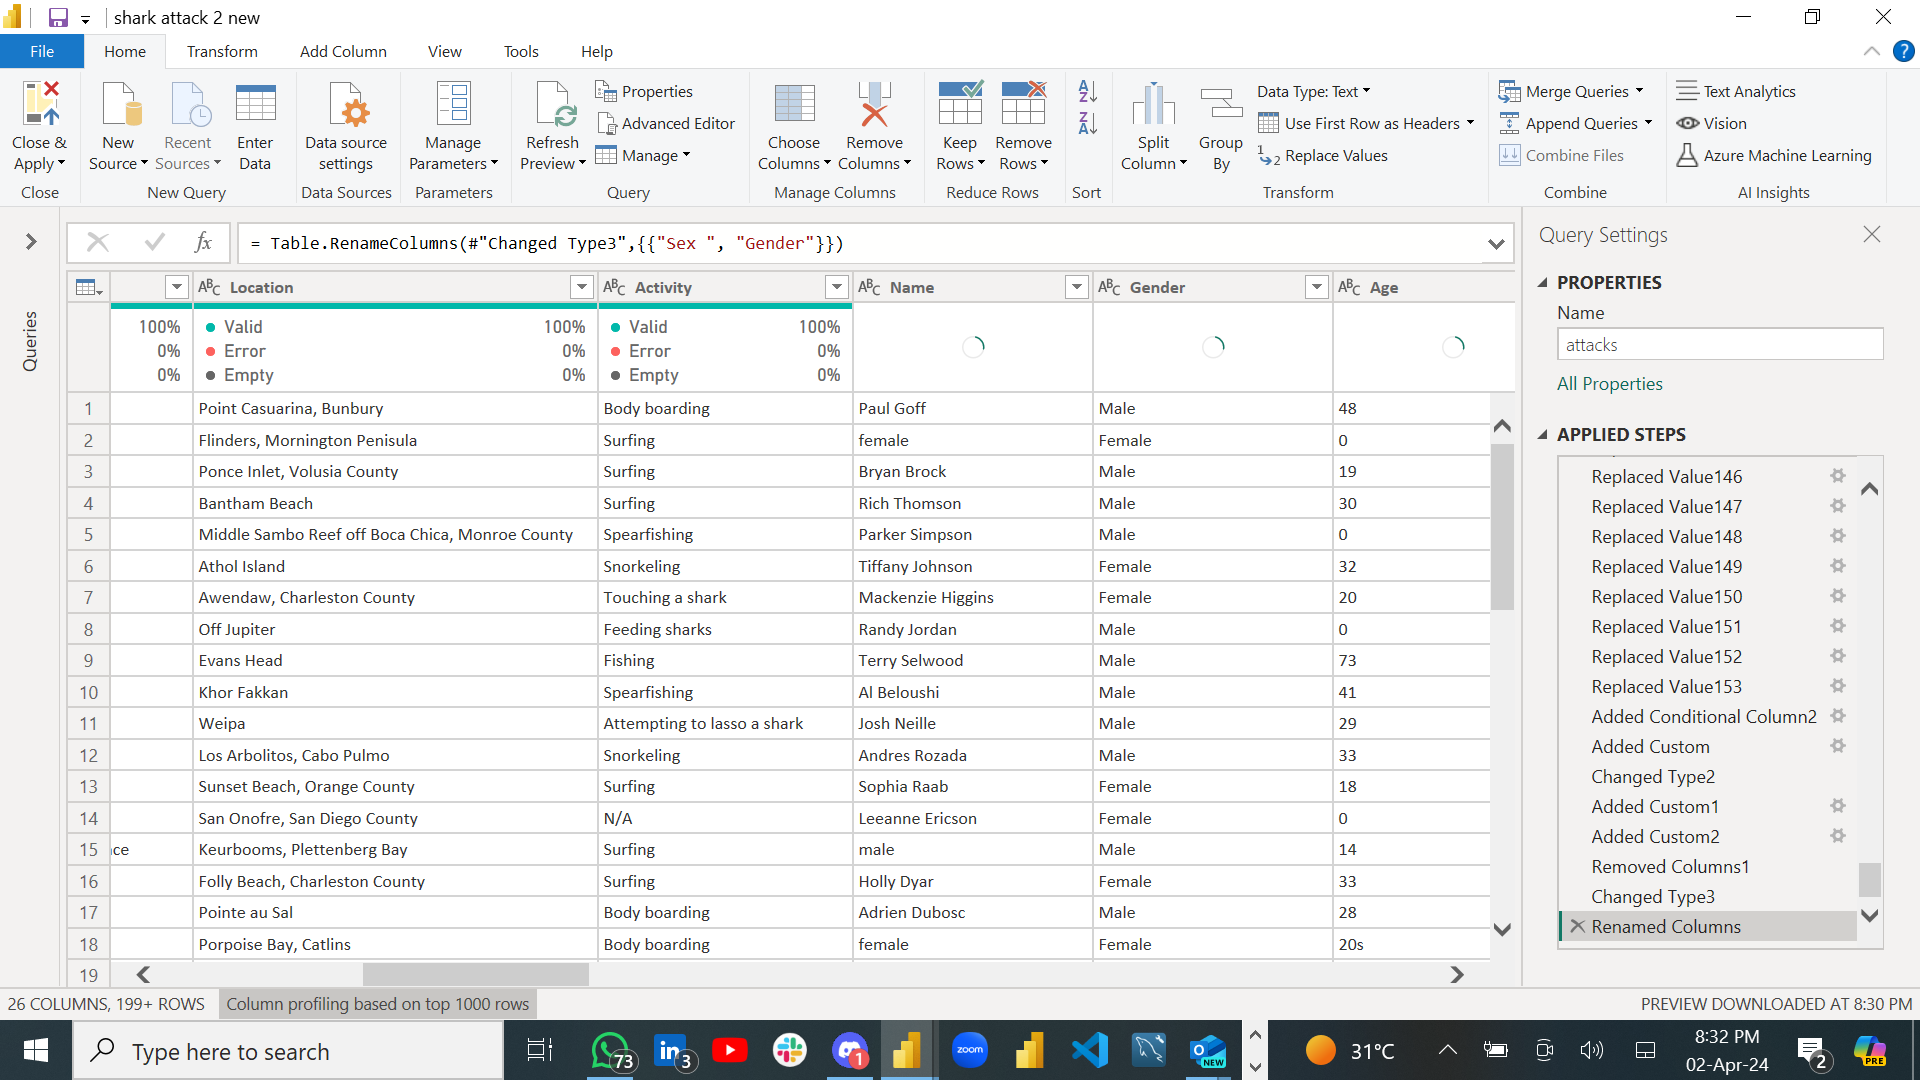 shark attack 2 new
File Home Transform Add Column View Tools Help
Close & Apply
New Source
Recent Sources
Enter Data
Data source settings
Manage Parameters
Refresh Preview
Properties
Advanced Editor
Manage
Choose Columns
Remove Columns
Keep Rows
Remove Rows
Split Column
Group By
Data Type: Text
Use First Row as Headers
Replace Values
Merge Queries
Append Queries
Combine Files
Text Analytics
Vision
Azure Machine Learning
Close New Query Data Sources Parameters Query Manage Columns Reduce Rows Sort Transform Combine AI Insights
fx = Table.RenameColumns(#"Changed Type3",{{"Sex ", "Gender"}})
Queries
Location Activity Name Gender Age
100% Valid 100% Valid 100%
0% Error 0% Error 0%
0% Empty 0% Empty 0%
1 Point Casuarina, Bunbury Body boarding Paul Goff Male 48
2 Flinders, Mornington Penisula Surfing female Female 0
3 Ponce Inlet, Volusia County Surfing Bryan Brock Male 19
4 Bantham Beach Surfing Rich Thomson Male 30
5 Middle Sambo Reef off Boca Chica, Monroe County Spearfishing Parker Simpson Male 0
6 Athol Island Snorkeling Tiffany Johnson Female 32
7 Awendaw, Charleston County Touching a shark Mackenzie Higgins Female 20
8 Off Jupiter Feeding sharks Randy Jordan Male 0
9 Evans Head Fishing Terry Selwood Male 73
10 Khor Fakkan Spearfishing Al Beloushi Male 41
11 Weipa Attempting to lasso a shark Josh Neille Male 29
12 Los Arbolitos, Cabo Pulmo Snorkeling Andres Rozada Male 33
13 Sunset Beach, Orange County Surfing Sophia Raab Female 18
14 San Onofre, San Diego County N/A Leeanne Ericson Female 0
15 ce Keurbooms, Plettenberg Bay Surfing male Male 14
16 Folly Beach, Charleston County Surfing Holly Dyar Female 33
17 Pointe au Sal Body boarding Adrien Dubosc Male 28
18 Porpoise Bay, Catlins Body boarding female Female 20s
19
Query Settings
PROPERTIES
Name
attacks
All Properties
APPLIED STEPS
Replaced Value146
Replaced Value147
Replaced Value148
Replaced Value149
Replaced Value150
Replaced Value151
Replaced Value152
Replaced Value153
Added Conditional Column2
Added Custom
Changed Type2
Added Custom1
Added Custom2
Removed Columns1
Changed Type3
Renamed Columns
26 COLUMNS, 199+ ROWS Column profiling based on top 1000 rows PREVIEW DOWNLOADED AT 8:30 PM
Type here to search 73 3 1 zoom NEW 31°C 8:32 PM 2 PRE
02-Apr-24